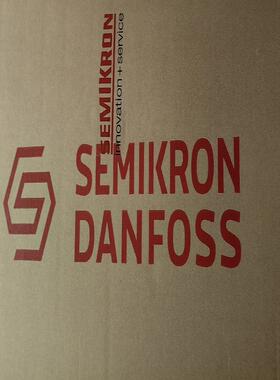 SEMIKRON
innovation + service
SEMIKRON
DANFOSS